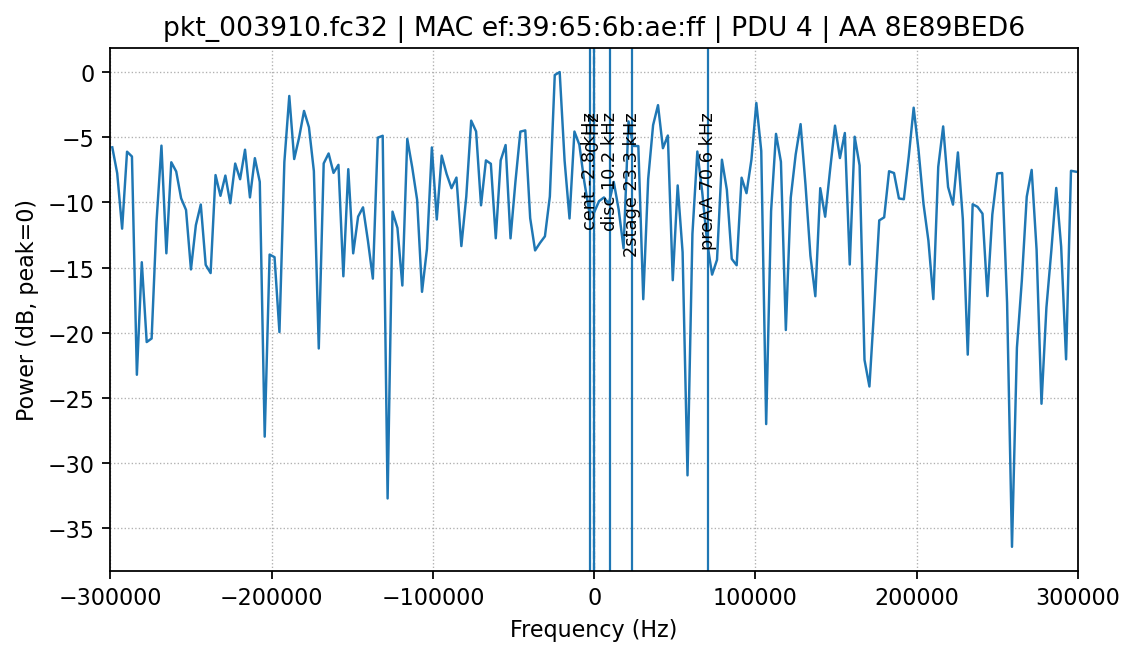 pkt_003910.fc32 | MAC ef:39:65:6b:ae:ff | PDU 4 | AA 8E89BED6
Power (dB, peak=0)
0
−5
−10
−15
−20
−25
−30
−35
cent -2.8 kHz
disc 10.2 kHz
2stage 23.3 kHz
preAA 70.6 kHz
−300000
−200000
−100000
0
100000
200000
300000
Frequency (Hz)